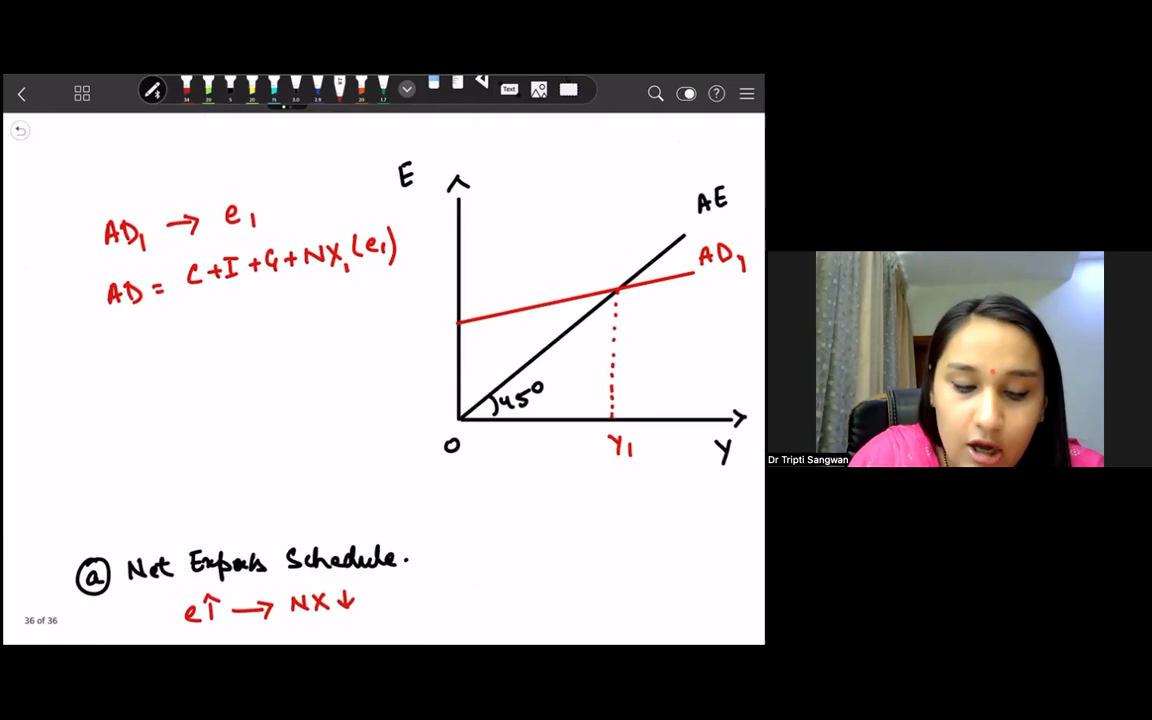 Text
E
AE
AD₁ → e₁
AD = C + I + G + NX₁(e₁)
AD₁
45°
O
Y₁
Y
Dr Tripti Sangwan
ⓐ Net Exports Schedule.
e↑ → NX↓
36 of 36